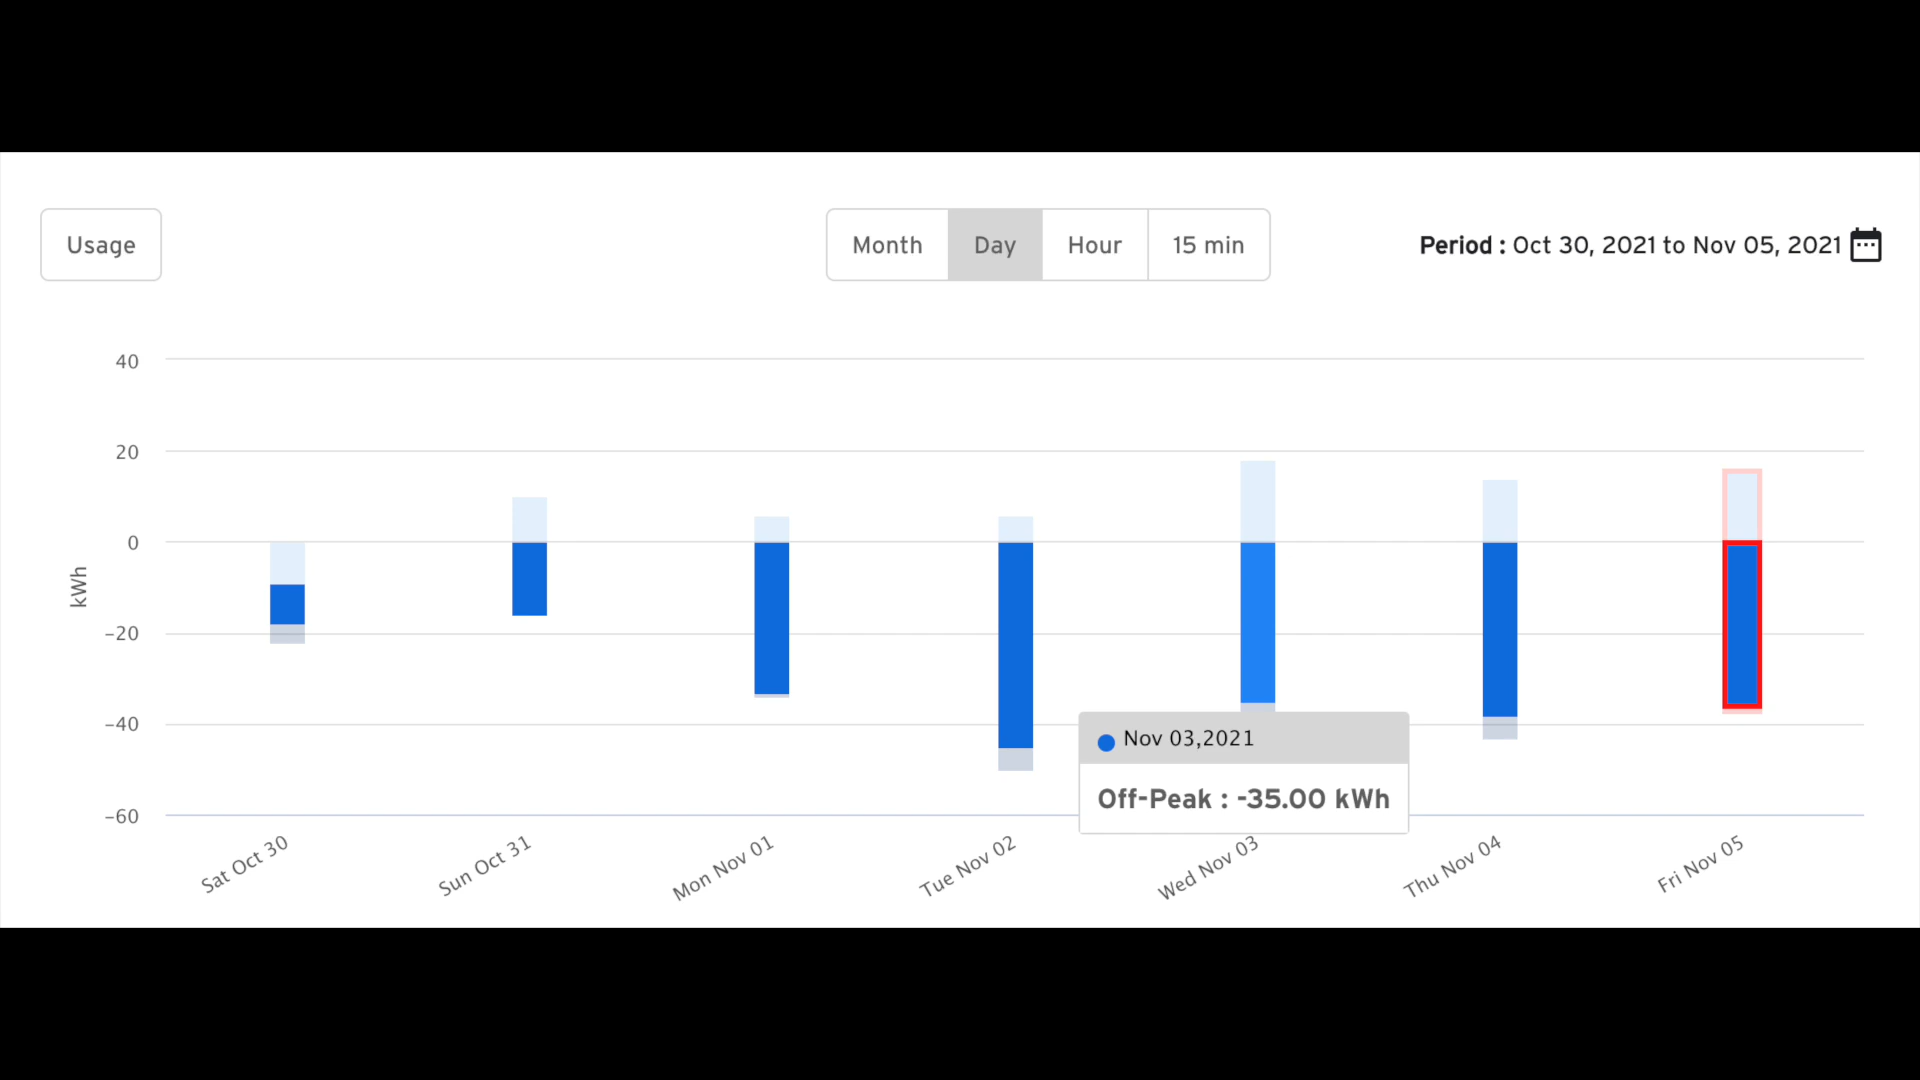 Usage
Month Day Hour 15 min
Period : Oct 30, 2021 to Nov 05, 2021
40
20
0
kWh
-20
-40
-60
Nov 03,2021
Off-Peak : -35.00 kWh
Sat Oct 30
Sun Oct 31
Mon Nov 01
Tue Nov 02
Wed Nov 03
Thu Nov 04
Fri Nov 05